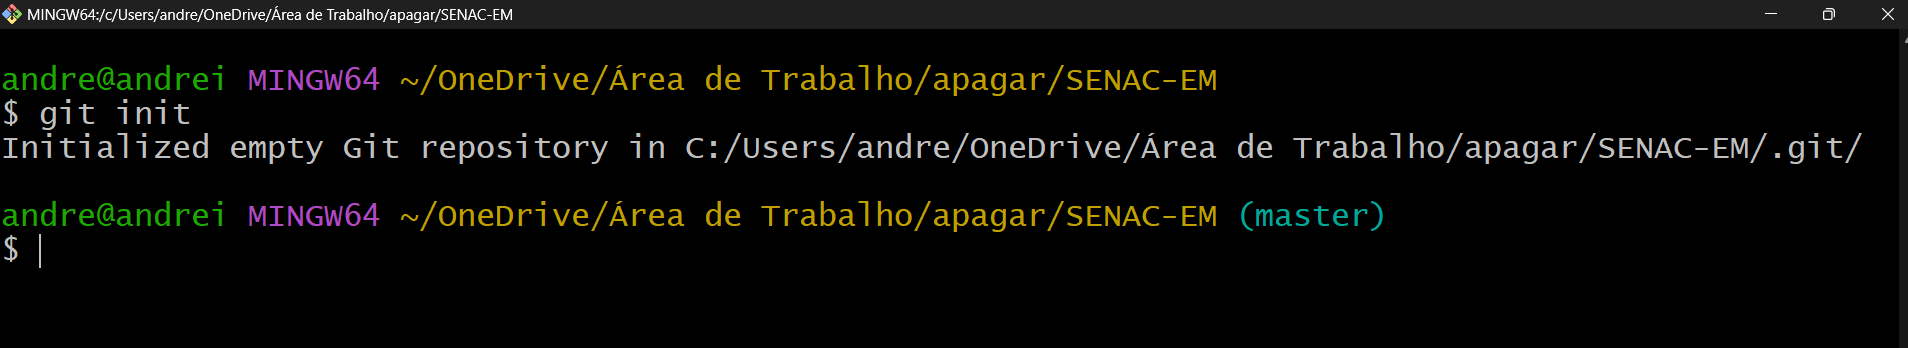 MINGW64:/c/Users/andre/OneDrive/Área de Trabalho/apagar/SENAC-EM
andre@andrei MINGW64 ~/OneDrive/Área de Trabalho/apagar/SENAC-EM
$ git init
Initialized empty Git repository in C:/Users/andre/OneDrive/Área de Trabalho/apagar/SENAC-EM/.git/
andre@andrei MINGW64 ~/OneDrive/Área de Trabalho/apagar/SENAC-EM (master)
$